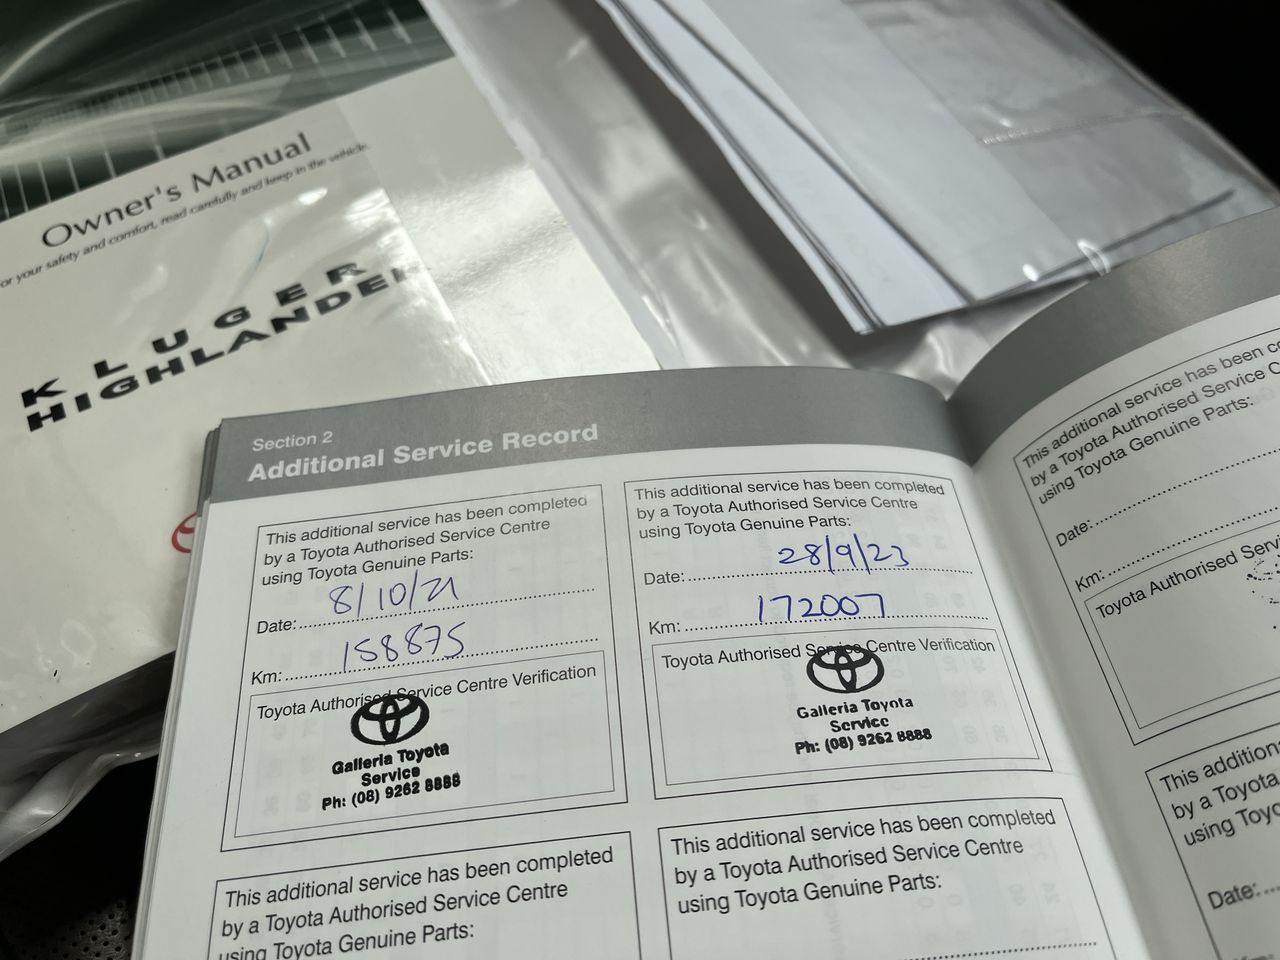 Owner's Manual
or your safety and comfort, read carefully and keep in the vehicle.
KLUGER
HIGHLANDE
Section 2
Additional Service Record
This additional service has been completed
by a Toyota Authorised Service Centre
using Toyota Genuine Parts:
Date: 8/10/21
Km: 158875
Toyota Authorised Service Centre Verification
Galleria Toyota
Service
Ph: (08) 9262 8888
This additional service has been completed
by a Toyota Authorised Service Centre
using Toyota Genuine Parts:
Date: 28/9/23
Km: 172007
Toyota Authorised Service Centre Verification
Galleria Toyota
Service
Ph: (08) 9262 8888
This additional service has been completed
by a Toyota Authorised Service Centre
using Toyota Genuine Parts:
This additional service has been completed
by a Toyota Authorised Service Centre
using Toyota Genuine Parts:
This additional service has been co
by a Toyota Authorised Service C
using Toyota Genuine Parts:
Date:
Km:
Toyota Authorised Servi
This addition
by a Toyota
using Toyo
Date: